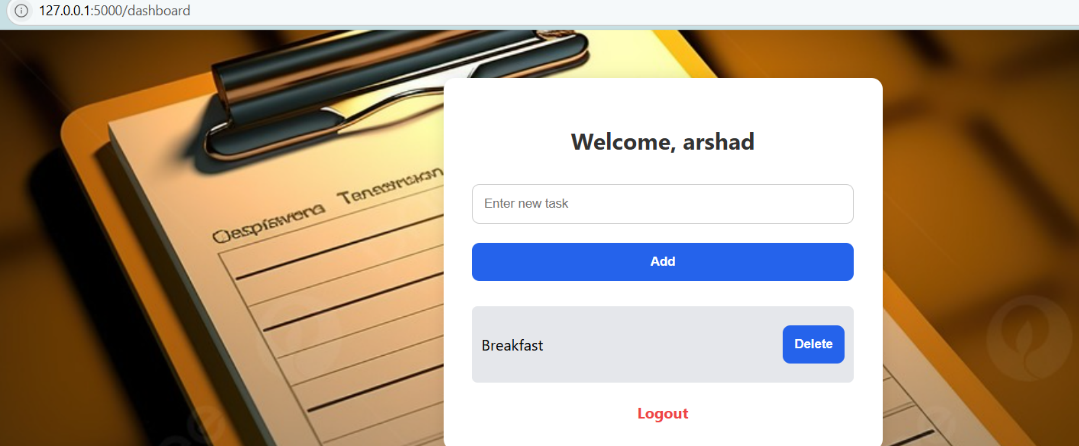 127.0.0.1:5000/dashboard
Welcome, arshad
Enter new task
Add
Breakfast
Delete
Logout